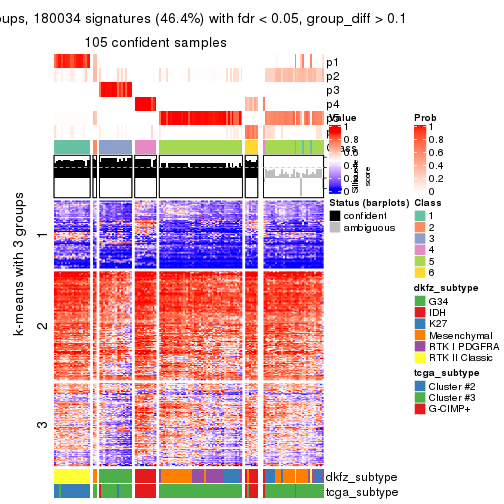 oups, 180034 signatures (46.4%) with fdr < 0.05, group_diff > 0.1
105 confident samples
p1
p2
p3
p4
Value
1
0.8
0.6
0.4
0.2
0
Silhouette
score
Prob
1
0.8
0.6
0.4
0.2
0
Status (barplots)
confident
ambiguous
Class
1
2
3
4
5
6
k-means with 3 groups
1
2
3
dkfz_subtype
G34
IDH
K27
Mesenchymal
RTK I PDGFRA
RTK II Classic
tcga_subtype
Cluster #2
Cluster #3
G-CIMP+
dkfz_subtype
tcga_subtype